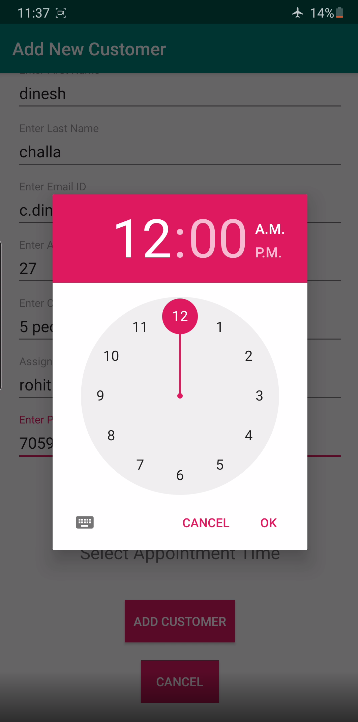 11:37
14%
Add New Customer
dinesh
Enter Last Name
challa
Enter Email ID
c.din
Enter A
27
Enter C
5 peo
Assign
rohit
Enter P
7059
12:00
A.M.
P.M.
12
11
1
10
2
9
3
8
4
7
5
6
CANCEL
OK
Select Appointment Time
ADD CUSTOMER
CANCEL